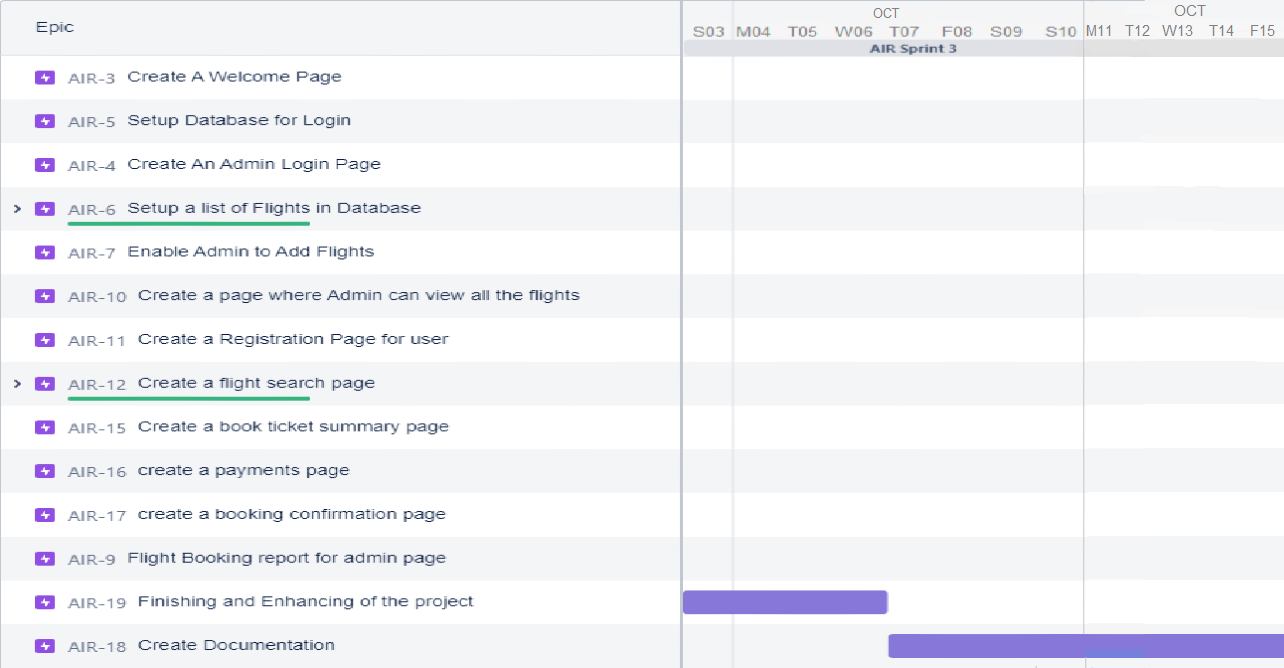 Epic
OCT OCT
S03 M04 T05 W06 T07 F08 S09 S10 M11 T12 W13 T14 F15
AIR Sprint 3
AIR-3 Create A Welcome Page
AIR-5 Setup Database for Login
AIR-4 Create An Admin Login Page
AIR-6 Setup a list of Flights in Database
AIR-7 Enable Admin to Add Flights
AIR-10 Create a page where Admin can view all the flights
AIR-11 Create a Registration Page for user
AIR-12 Create a flight search page
AIR-15 Create a book ticket summary page
AIR-16 create a payments page
AIR-17 create a booking confirmation page
AIR-9 Flight Booking report for admin page
AIR-19 Finishing and Enhancing of the project
AIR-18 Create Documentation